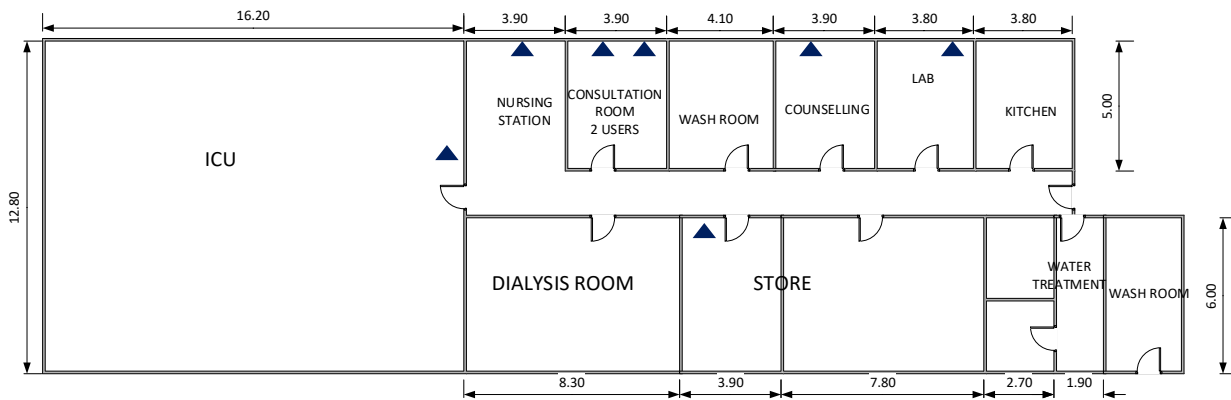 16.20
3.90
3.90
4.10
3.90
3.80
3.80
12.80
5.00
ICU
NURSING
STATION
CONSULTATION
ROOM
2 USERS
WASH ROOM
COUNSELLING
LAB
KITCHEN
DIALYSIS ROOM
STORE
WATER
TREATMENT
WASH ROOM
6.00
8.30
3.90
7.80
2.70
1.90